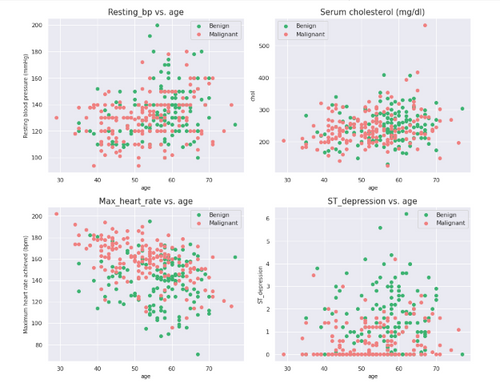 Resting_bp vs. age
Benign
Malignant
Resting blood pressure (mmHg)
200
180
160
140
120
100
30
40
50
60
70
age
Serum cholesterol (mg/dl)
Benign
Malignant
chol
500
400
300
200
30
40
50
60
70
age
Max_heart_rate vs. age
Benign
Malignant
Maximum heart rate achieved (bpm)
200
180
160
140
120
100
80
30
40
50
60
70
age
ST_depression vs. age
Benign
Malignant
ST_depression
6
5
4
3
2
1
0
30
40
50
60
70
age